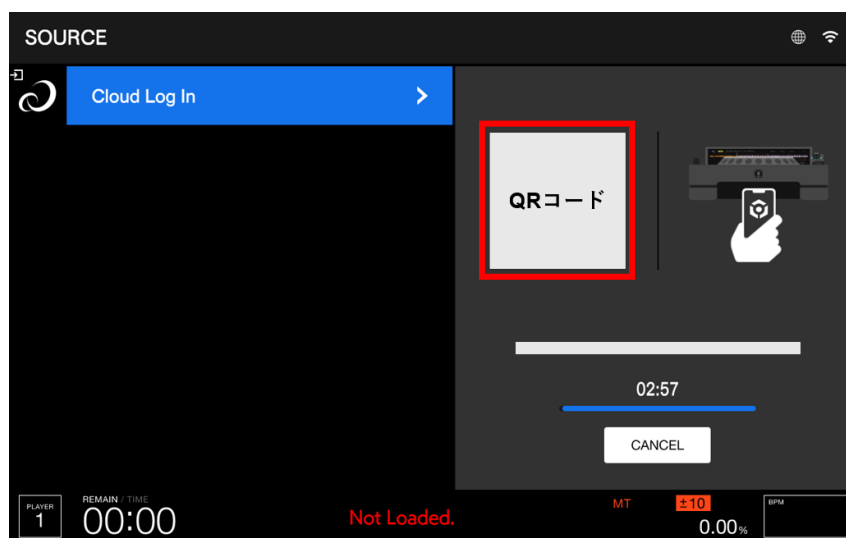 SOURCE
Cloud Log In
QRコード
02:57
CANCEL
PLAYER
1
REMAIN / TIME
00:00
Not Loaded.
MT
±10
0.00%
BPM